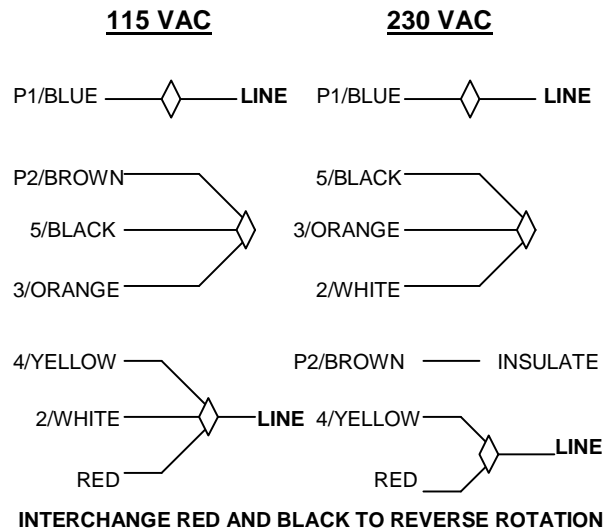 115 VAC
P1/BLUE LINE
P2/BROWN
5/BLACK
3/ORANGE
4/YELLOW
2/WHITE LINE
RED
230 VAC
P1/BLUE LINE
5/BLACK
3/ORANGE
2/WHITE
P2/BROWN INSULATE
4/YELLOW
LINE
RED
INTERCHANGE RED AND BLACK TO REVERSE ROTATION